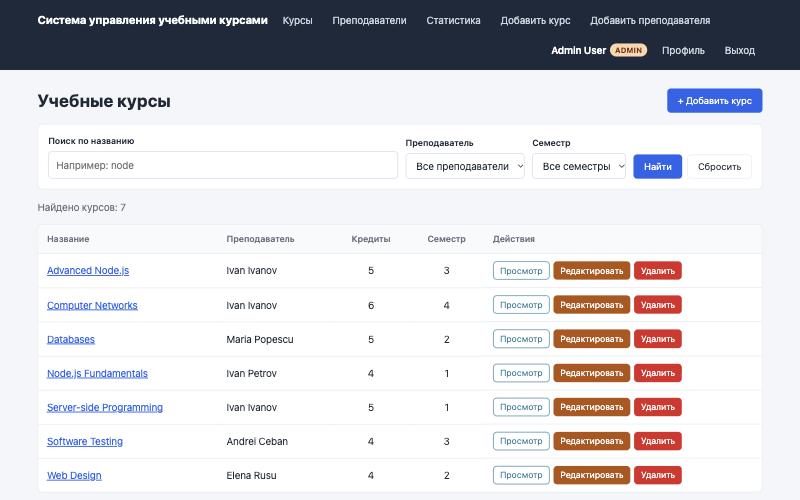 Система управления учебными курсами Курсы Преподаватели Статистика Добавить курс Добавить преподавателя
Admin User ADMIN Профиль Выход
Учебные курсы + Добавить курс
Поиск по названию Преподаватель Семестр
Например: node Все преподаватели Все семестры Найти Сбросить
Найдено курсов: 7
Название Преподаватель Кредиты Семестр Действия
Advanced Node.js Ivan Ivanov 5 3 Просмотр Редактировать Удалить
Computer Networks Ivan Ivanov 6 4 Просмотр Редактировать Удалить
Databases Maria Popescu 5 2 Просмотр Редактировать Удалить
Node.js Fundamentals Ivan Petrov 4 1 Просмотр Редактировать Удалить
Server-side Programming Ivan Ivanov 5 1 Просмотр Редактировать Удалить
Software Testing Andrei Ceban 4 3 Просмотр Редактировать Удалить
Web Design Elena Rusu 4 2 Просмотр Редактировать Удалить